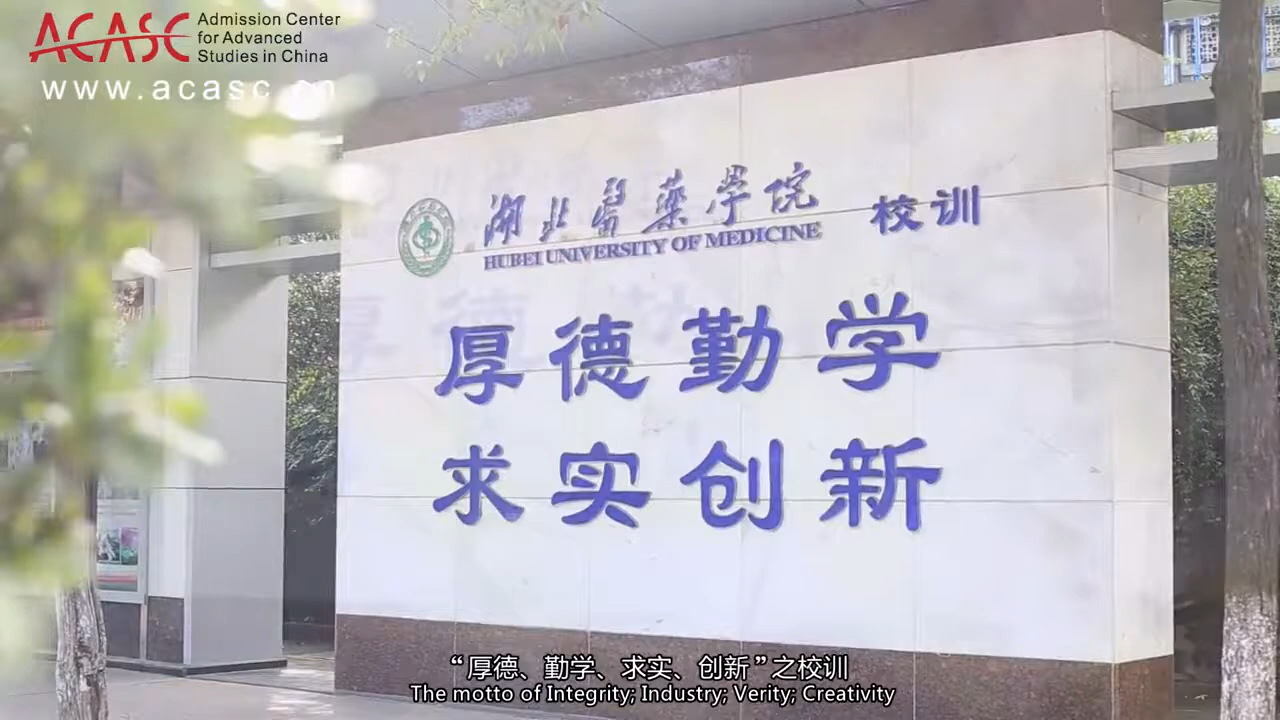 ACASC
Admission Center
for Advanced
Studies in China
www.acasc.cn
湖北醫藥學院 校训
HUBEI UNIVERSITY OF MEDICINE
厚德勤学
求实创新
“厚德、勤学、求实、创新”之校训
The motto of Integrity; Industry; Verity; Creativity